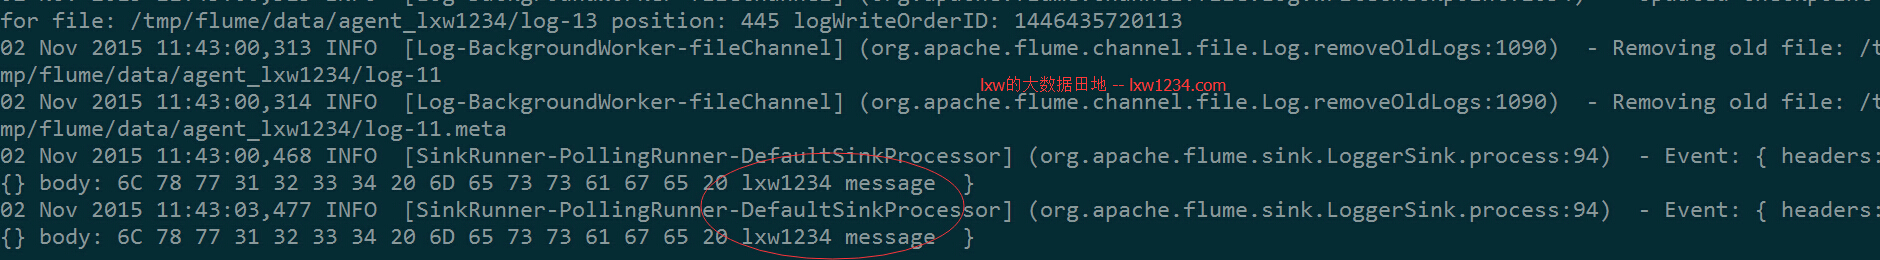 for file: /tmp/flume/data/agent_lxw1234/log-13 position: 445 logWriteOrderID: 1446435720113
02 Nov 2015 11:43:00,313 INFO  [Log-BackgroundWorker-fileChannel] (org.apache.flume.channel.file.Log.removeOldLogs:1090)  - Removing old file: /t
mp/flume/data/agent_lxw1234/log-11
lxw的大数据田地 -- lxw1234.com
02 Nov 2015 11:43:00,314 INFO  [Log-BackgroundWorker-fileChannel] (org.apache.flume.channel.file.Log.removeOldLogs:1090)  - Removing old file: /t
mp/flume/data/agent_lxw1234/log-11.meta
02 Nov 2015 11:43:00,468 INFO  [SinkRunner-PollingRunner-DefaultSinkProcessor] (org.apache.flume.sink.LoggerSink.process:94)  - Event: { headers:
{} body: 6C 78 77 31 32 33 34 20 6D 65 73 73 61 67 65 20 lxw1234 message  }
02 Nov 2015 11:43:03,477 INFO  [SinkRunner-PollingRunner-DefaultSinkProcessor] (org.apache.flume.sink.LoggerSink.process:94)  - Event: { headers:
{} body: 6C 78 77 31 32 33 34 20 6D 65 73 73 61 67 65 20 lxw1234 message  }